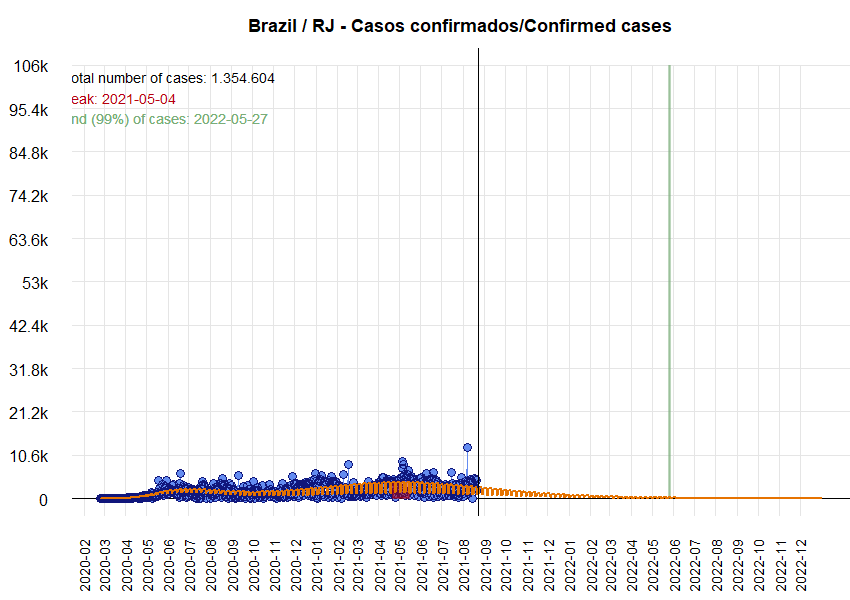 Brazil / RJ - Casos confirmados/Confirmed cases
106k
otal number of cases: 1.354.604
eak: 2021-05-04
95.4k
nd (99%) of cases: 2022-05-27
84.8k
74.2k
63.6k
53k
42.4k
31.8k
21.2k
10.6k
0
2020-02
2020-03
2020-04
2020-05
2020-06
2020-07
2020-08
2020-09
2020-10
2020-11
2020-12
2021-01
2021-02
2021-03
2021-04
2021-05
2021-06
2021-07
2021-08
2021-09
2021-10
2021-11
2021-12
2022-01
2022-02
2022-03
2022-04
2022-05
2022-06
2022-07
2022-08
2022-09
2022-10
2022-11
2022-12